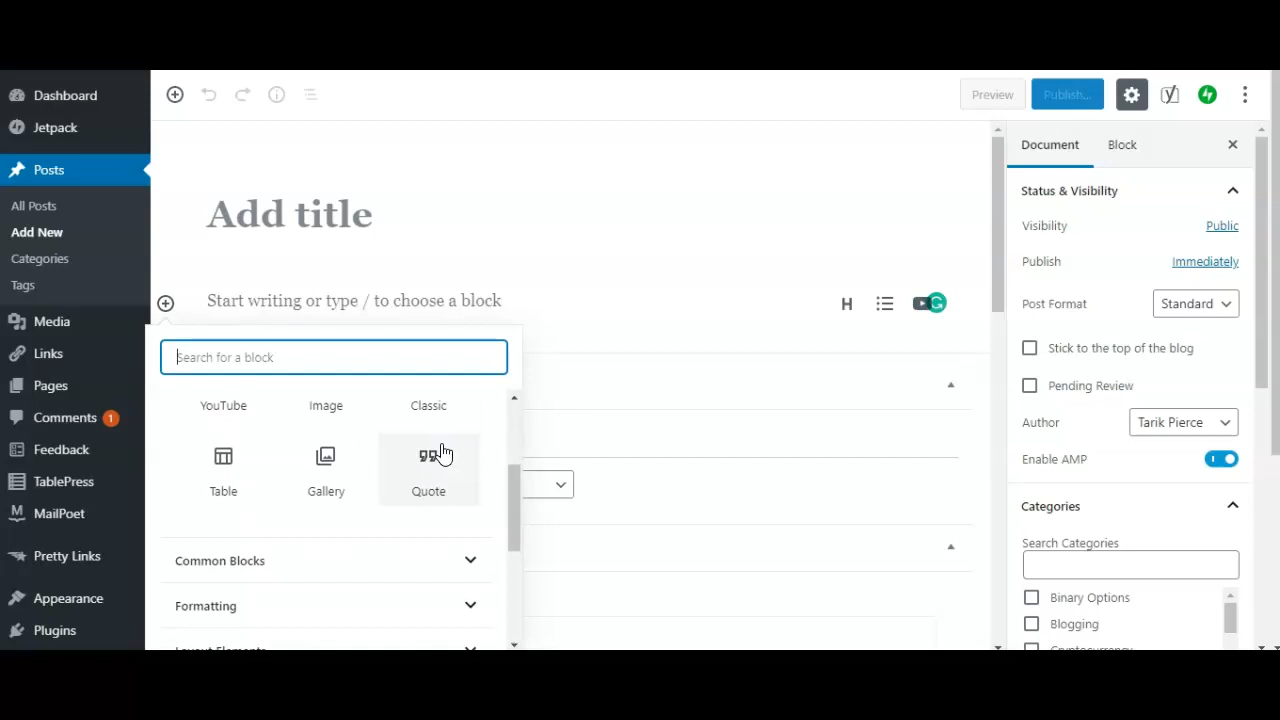 Dashboard
Jetpack
Posts
All Posts
Add New
Categories
Tags
Media
Links
Pages
Comments 1
Feedback
TablePress
MailPoet
Pretty Links
Appearance
Plugins
Preview
Publish...
Add title
Start writing or type / to choose a block
H
Search for a block
YouTube Image Classic
Table Gallery Quote
Common Blocks
Formatting
Layout Elements
Document Block
Status & Visibility
Visibility Public
Publish Immediately
Post Format Standard
Stick to the top of the blog
Pending Review
Author Tarik Pierce
Enable AMP
Categories
Search Categories
Binary Options
Blogging
Cryptocurrency